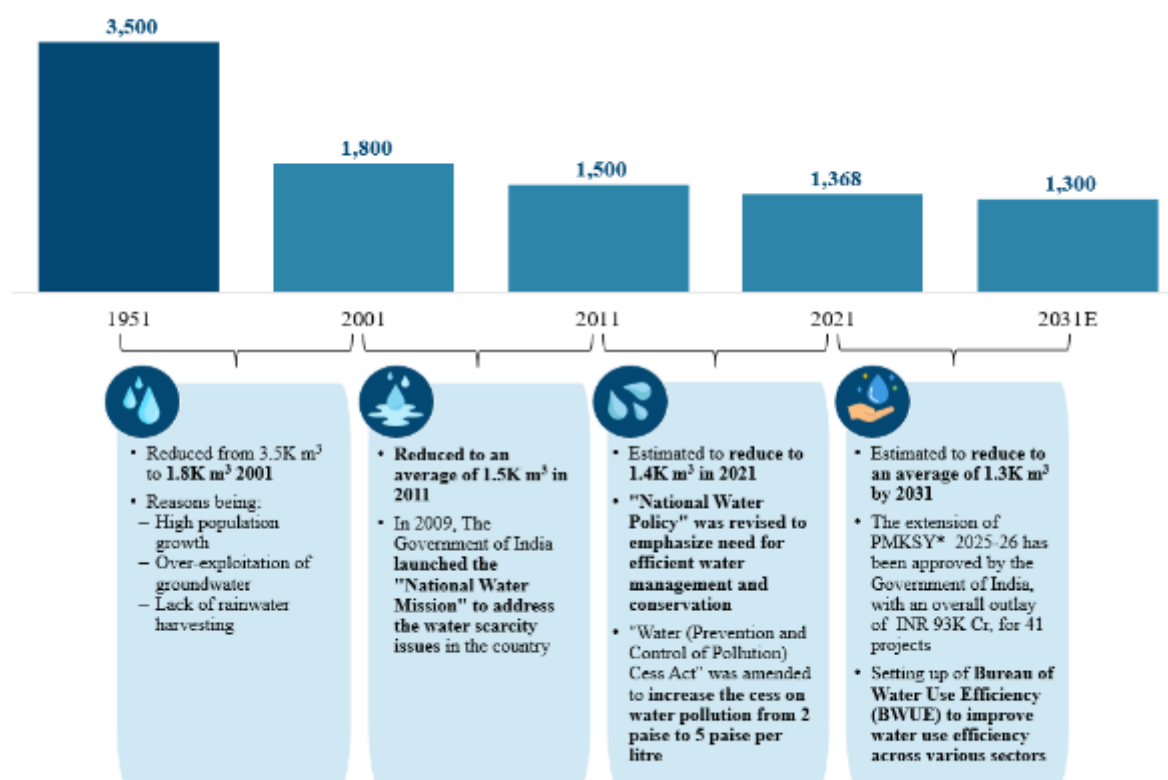 3,500
1,800
1,500
1,368
1,300
1951
2001
2011
2021
2031E
• Reduced from 3.5K m³
to 1.8K m³ 2001
• Reasons being:
– High population
growth
– Over-exploitation of
groundwater
– Lack of rainwater
harvesting
• Reduced to an
average of 1.5K m³ in
2011
• In 2009, The
Government of India
launched the
"National Water
Mission" to address
the water scarcity
issues in the country
• Estimated to reduce to
1.4K m³ in 2021
• "National Water
Policy" was revised to
emphasize need for
efficient water
management and
conservation
• "Water (Prevention and
Control of Pollution)
Cess Act" was amended
to increase the cess on
water pollution from 2
paise to 5 paise per
litre
• Estimated to reduce to
an average of 1.3K m³
by 2031
• The extension of
PMKSY* 2025-26 has
been approved by the
Government of India,
with an overall outlay
of INR 93K Cr, for 41
projects
• Setting up of Bureau of
Water Use Efficiency
(BWUE) to improve
water use efficiency
across various sectors